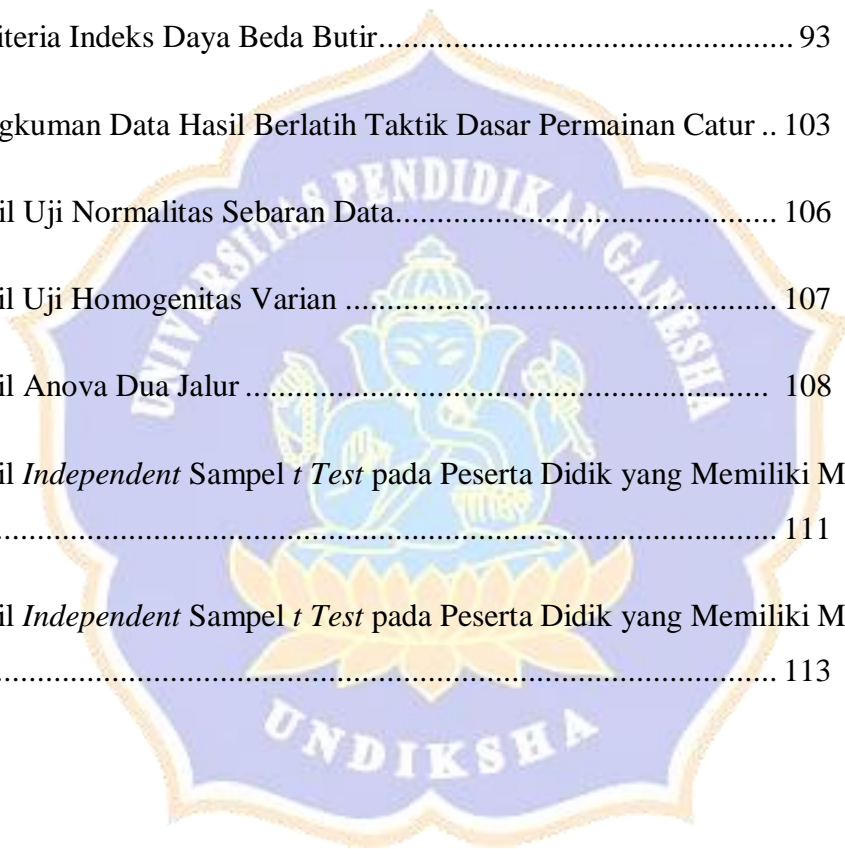 iteria Indeks Daya Beda Butir.................................................. 93
gkuman Data Hasil Berlatih Taktik Dasar Permainan Catur .. 103
il Uji Normalitas Sebaran Data.............................................. 106
il Uji Homogenitas Varian .................................................... 107
il Anova Dua Jalur ............................................................... 108
il Independent Sampel t Test pada Peserta Didik yang Memiliki M
.............................................................................................. 111
il Independent Sampel t Test pada Peserta Didik yang Memiliki M
.............................................................................................. 113
UNIVERSITAS PENDIDIKAN GANESHA
UNDIKSHA